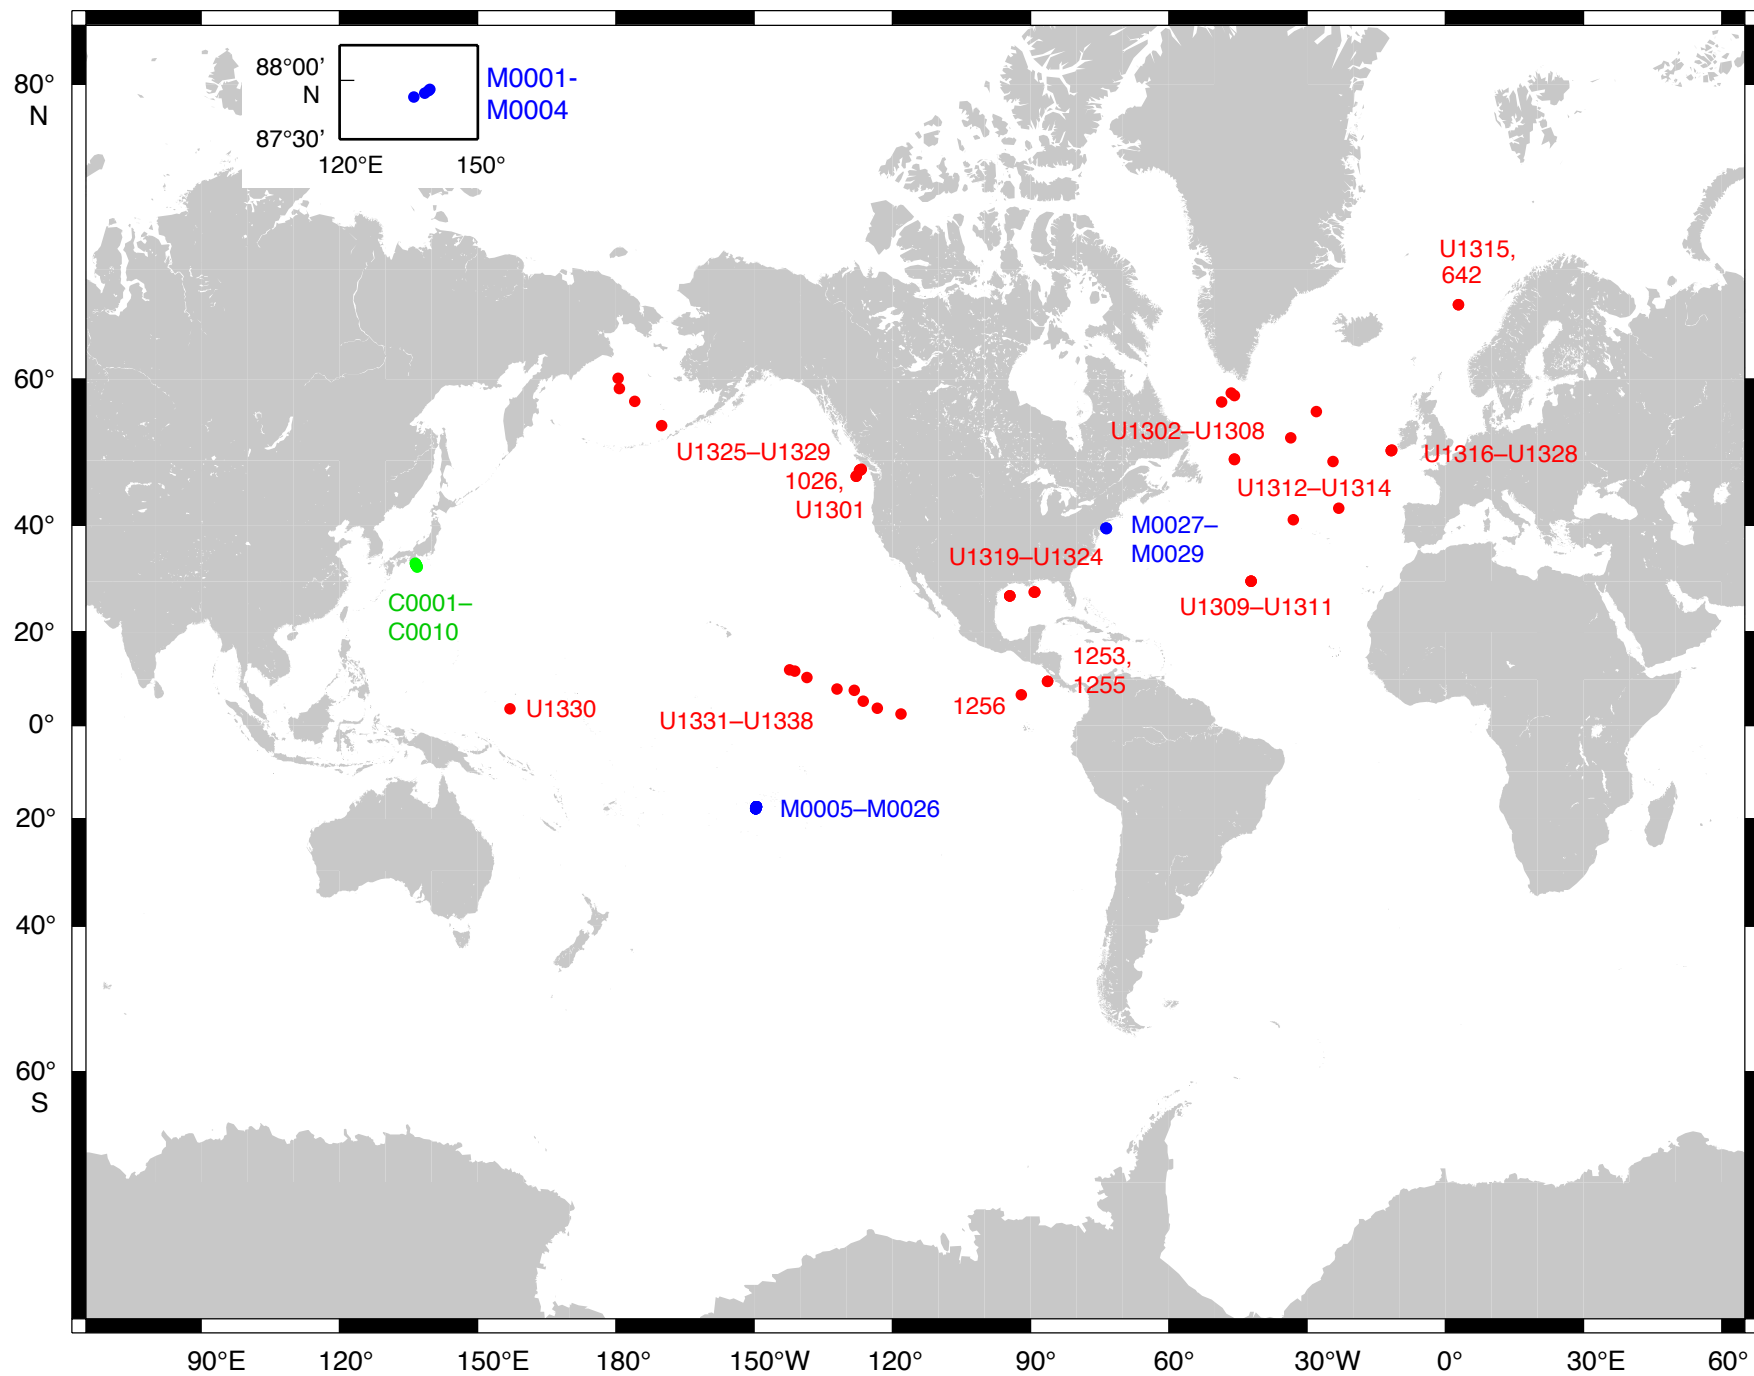 88°00'
N
87°30'
120°E
150°
M0001-
M0004
80°
N
60°
40°
20°
0°
20°
40°
60°
S
U1315,
642
U1302–U1308
U1316–U1328
U1325–U1329
1026,
U1301
U1312–U1314
M0027–
M0029
U1319–U1324
U1309–U1311
C0001–
C0010
1253,
1255
1256
U1330
U1331–U1338
M0005–M0026
90°E
120°
150°E
180°
150°W
120°
90°
60°
30°W
0°
30°E
60°